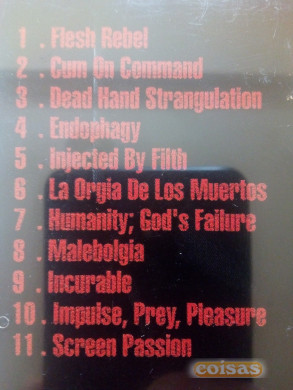 1 . Flesh Rebel
2 . Cum On Command
3 . Dead Hand Strangulation
4 . Endophagy
5 . Injected By Filth
6 . La Orgia De Los Muertos
7 . Humanity; God's Failure
8 . Malebolgia
9 . Incurable
10 . Impulse, Prey, Pleasure
11 . Screen Passion
coisas